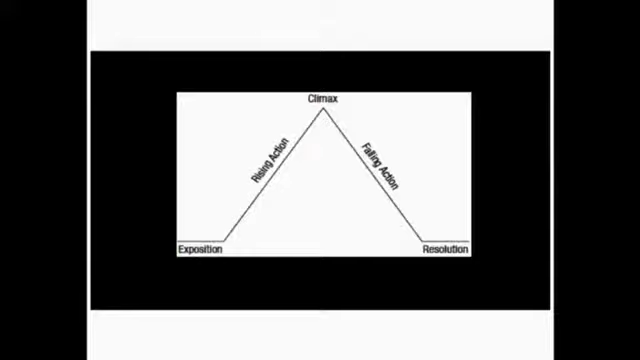 Climax
Rising Action
Falling Action
Exposition
Resolution